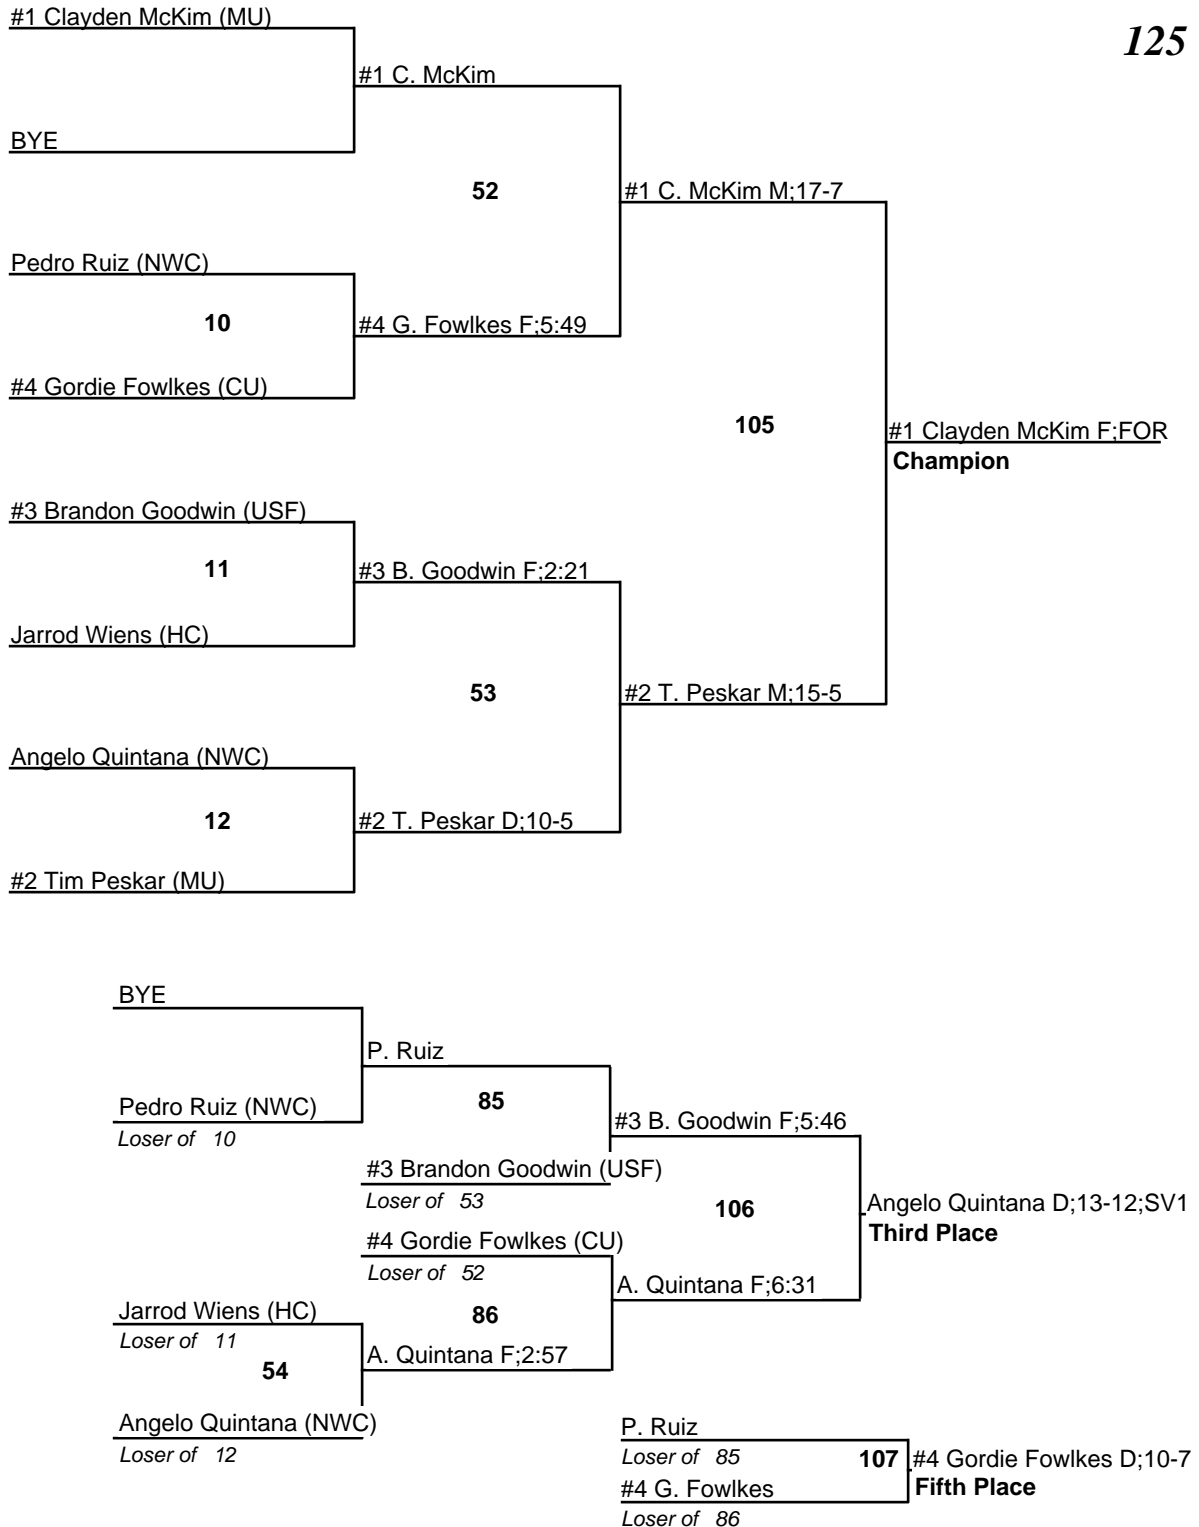 #1 Clayden McKim (MU)
125
#1 C. McKim
BYE
52
#1 C. McKim M;17-7
Pedro Ruiz (NWC)
10
#4 G. Fowlkes F;5:49
#4 Gordie Fowlkes (CU)
105
#1 Clayden McKim F;FOR
Champion
#3 Brandon Goodwin (USF)
11
#3 B. Goodwin F;2:21
Jarrod Wiens (HC)
53
#2 T. Peskar M;15-5
Angelo Quintana (NWC)
12
#2 T. Peskar D;10-5
#2 Tim Peskar (MU)
BYE
P. Ruiz
Pedro Ruiz (NWC)
85
Loser of 10
#3 B. Goodwin F;5:46
#3 Brandon Goodwin (USF)
Loser of 53
106
Angelo Quintana D;13-12;SV1
Third Place
#4 Gordie Fowlkes (CU)
Loser of 52
A. Quintana F;6:31
Jarrod Wiens (HC)
86
Loser of 11
54
A. Quintana F;2:57
Angelo Quintana (NWC)
Loser of 12
P. Ruiz
Loser of 85
107
#4 Gordie Fowlkes D;10-7
#4 G. Fowlkes
Fifth Place
Loser of 86